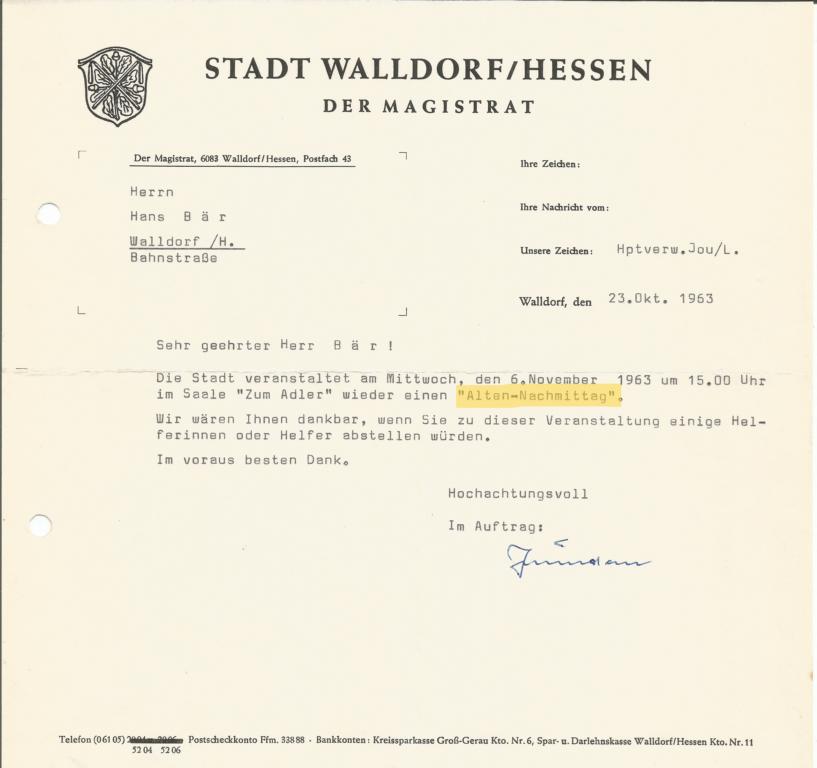 STADT WALLDORF/HESSEN
DER MAGISTRAT
Der Magistrat, 6083 Walldorf/Hessen, Postfach 43
Herrn
Hans B ä r
Walldorf /H.
Bahnstraße
Ihre Zeichen:
Ihre Nachricht vom:
Unsere Zeichen: Hptverw.Jou/L.
Walldorf, den 23.Okt. 1963
Sehr geehrter Herr B ä r !
Die Stadt veranstaltet am Mittwoch, den 6.November 1963 um 15.00 Uhr
im Saale "Zum Adler" wieder einen "Alten-Nachmittag".
Wir wären Ihnen dankbar, wenn Sie zu dieser Veranstaltung einige Hel-
ferinnen oder Helfer abstellen würden.
Im voraus besten Dank.
Hochachtungsvoll
Im Auftrag:
Telefon (06105) Postscheckkonto Ffm. 33888 · Bankkonten: Kreissparkasse Groß-Gerau Kto. Nr. 6, Spar- u. Darlehnskasse Walldorf/Hessen Kto. Nr. 11
5204 5206